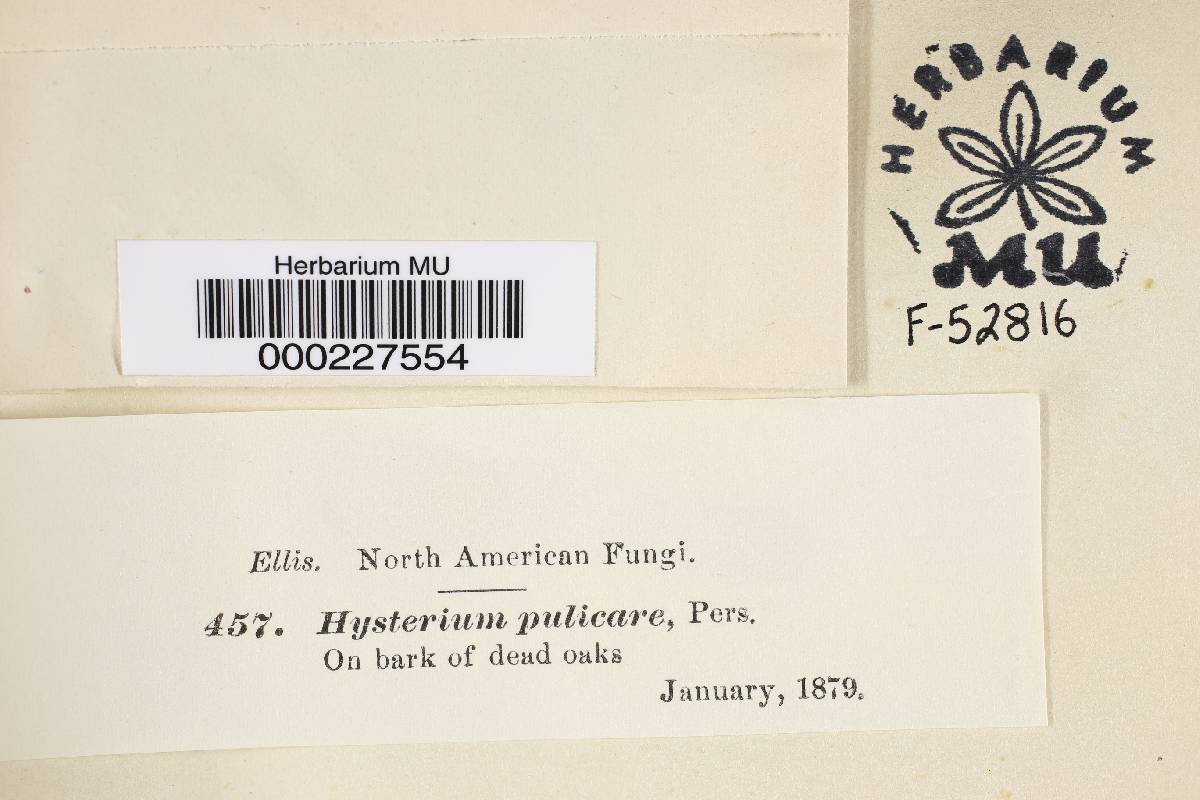 HERBARIUM
MU
F-52816
Herbarium MU
000227554
Ellis. North American Fungi.
457. Hysterium pulicare, Pers.
On bark of dead oaks
January, 1879.